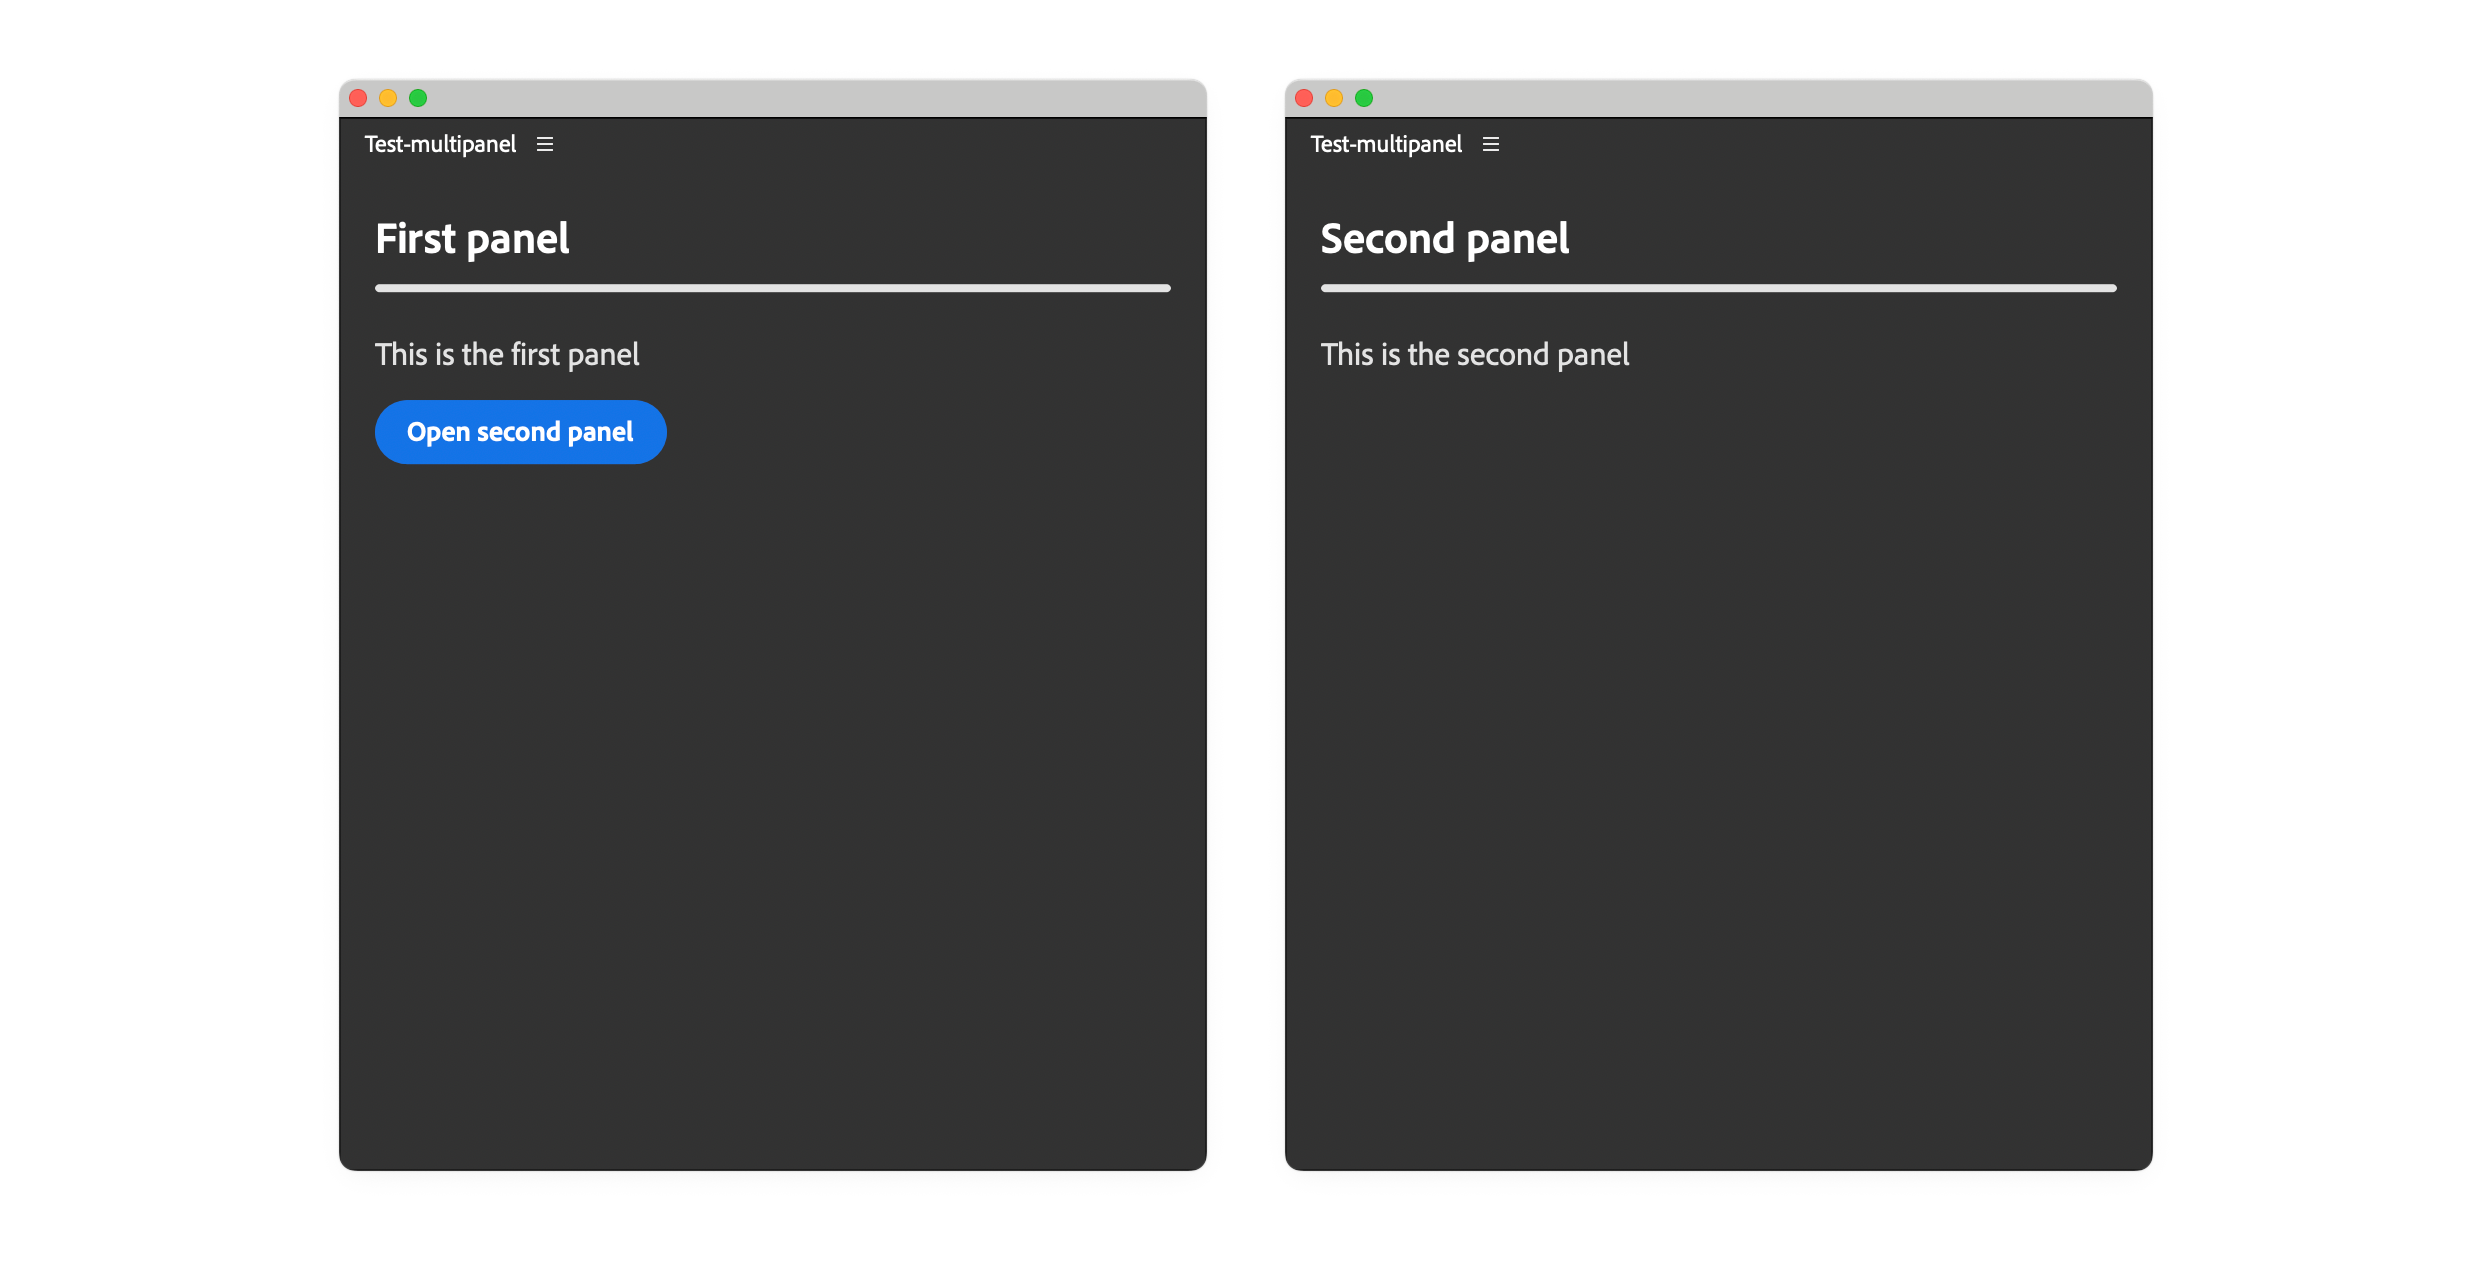 Test-multipanel
First panel
This is the first panel
Open second panel
Test-multipanel
Second panel
This is the second panel